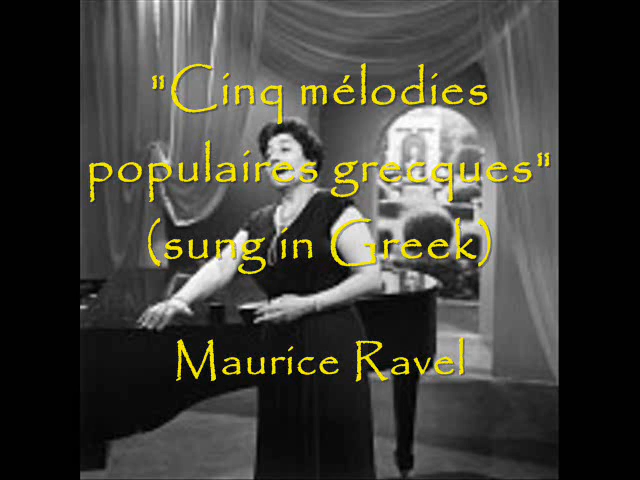 "Cinq mélodies
populaires grecques"
(sung in Greek)
Maurice Ravel